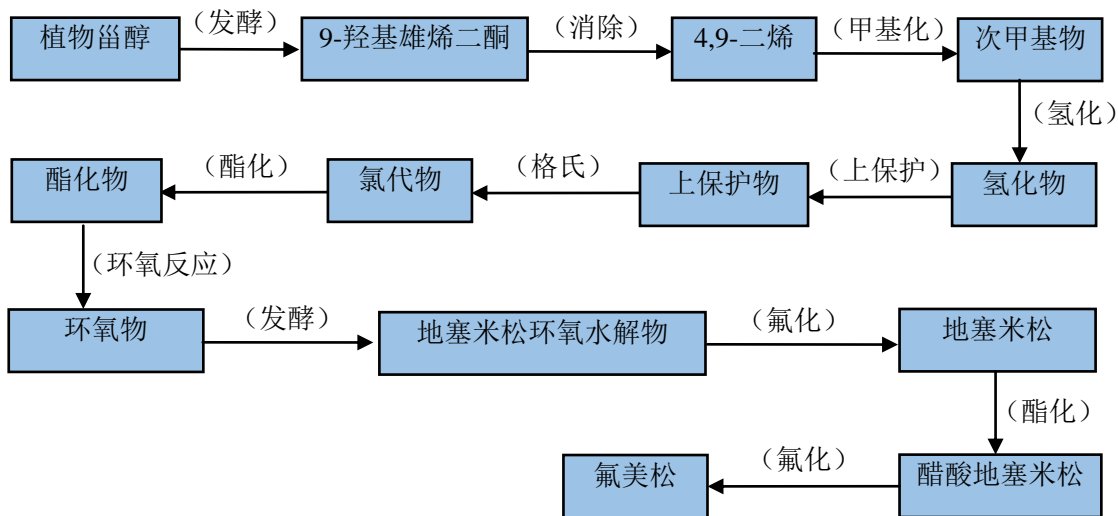 植物甾醇
（发酵）
9-羟基雄烯二酮
（消除）
4,9-二烯
（甲基化）
次甲基物
（氢化）
氢化物
（上保护）
上保护物
（格氏）
氯代物
（酯化）
酯化物
（环氧反应）
环氧物
（发酵）
地塞米松环氧水解物
（氟化）
地塞米松
（酯化）
醋酸地塞米松
（氟化）
氟美松